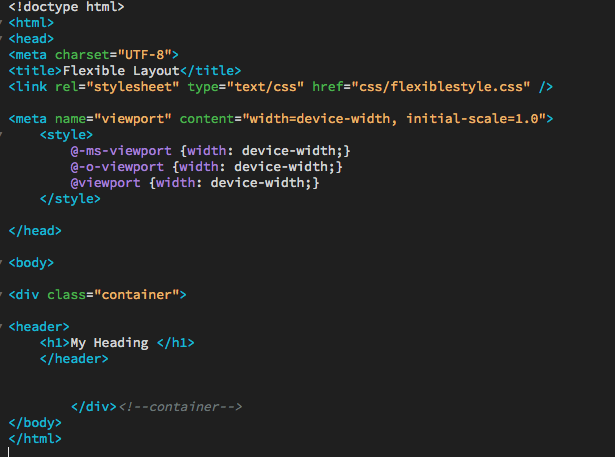 <!doctype html>
<html>
<head>
<meta charset="UTF-8">
<title>Flexible Layout</title>
<link rel="stylesheet" type="text/css" href="css/flexiblestyle.css" />
<meta name="viewport" content="width=device-width, initial-scale=1.0">
<style>
@-ms-viewport {width: device-width;}
@-o-viewport {width: device-width;}
@viewport {width: device-width;}
</style>
</head>
<body>
<div class="container">
<header>
<h1>My Heading </h1>
</header>
</div><!--container-->
</body>
</html>